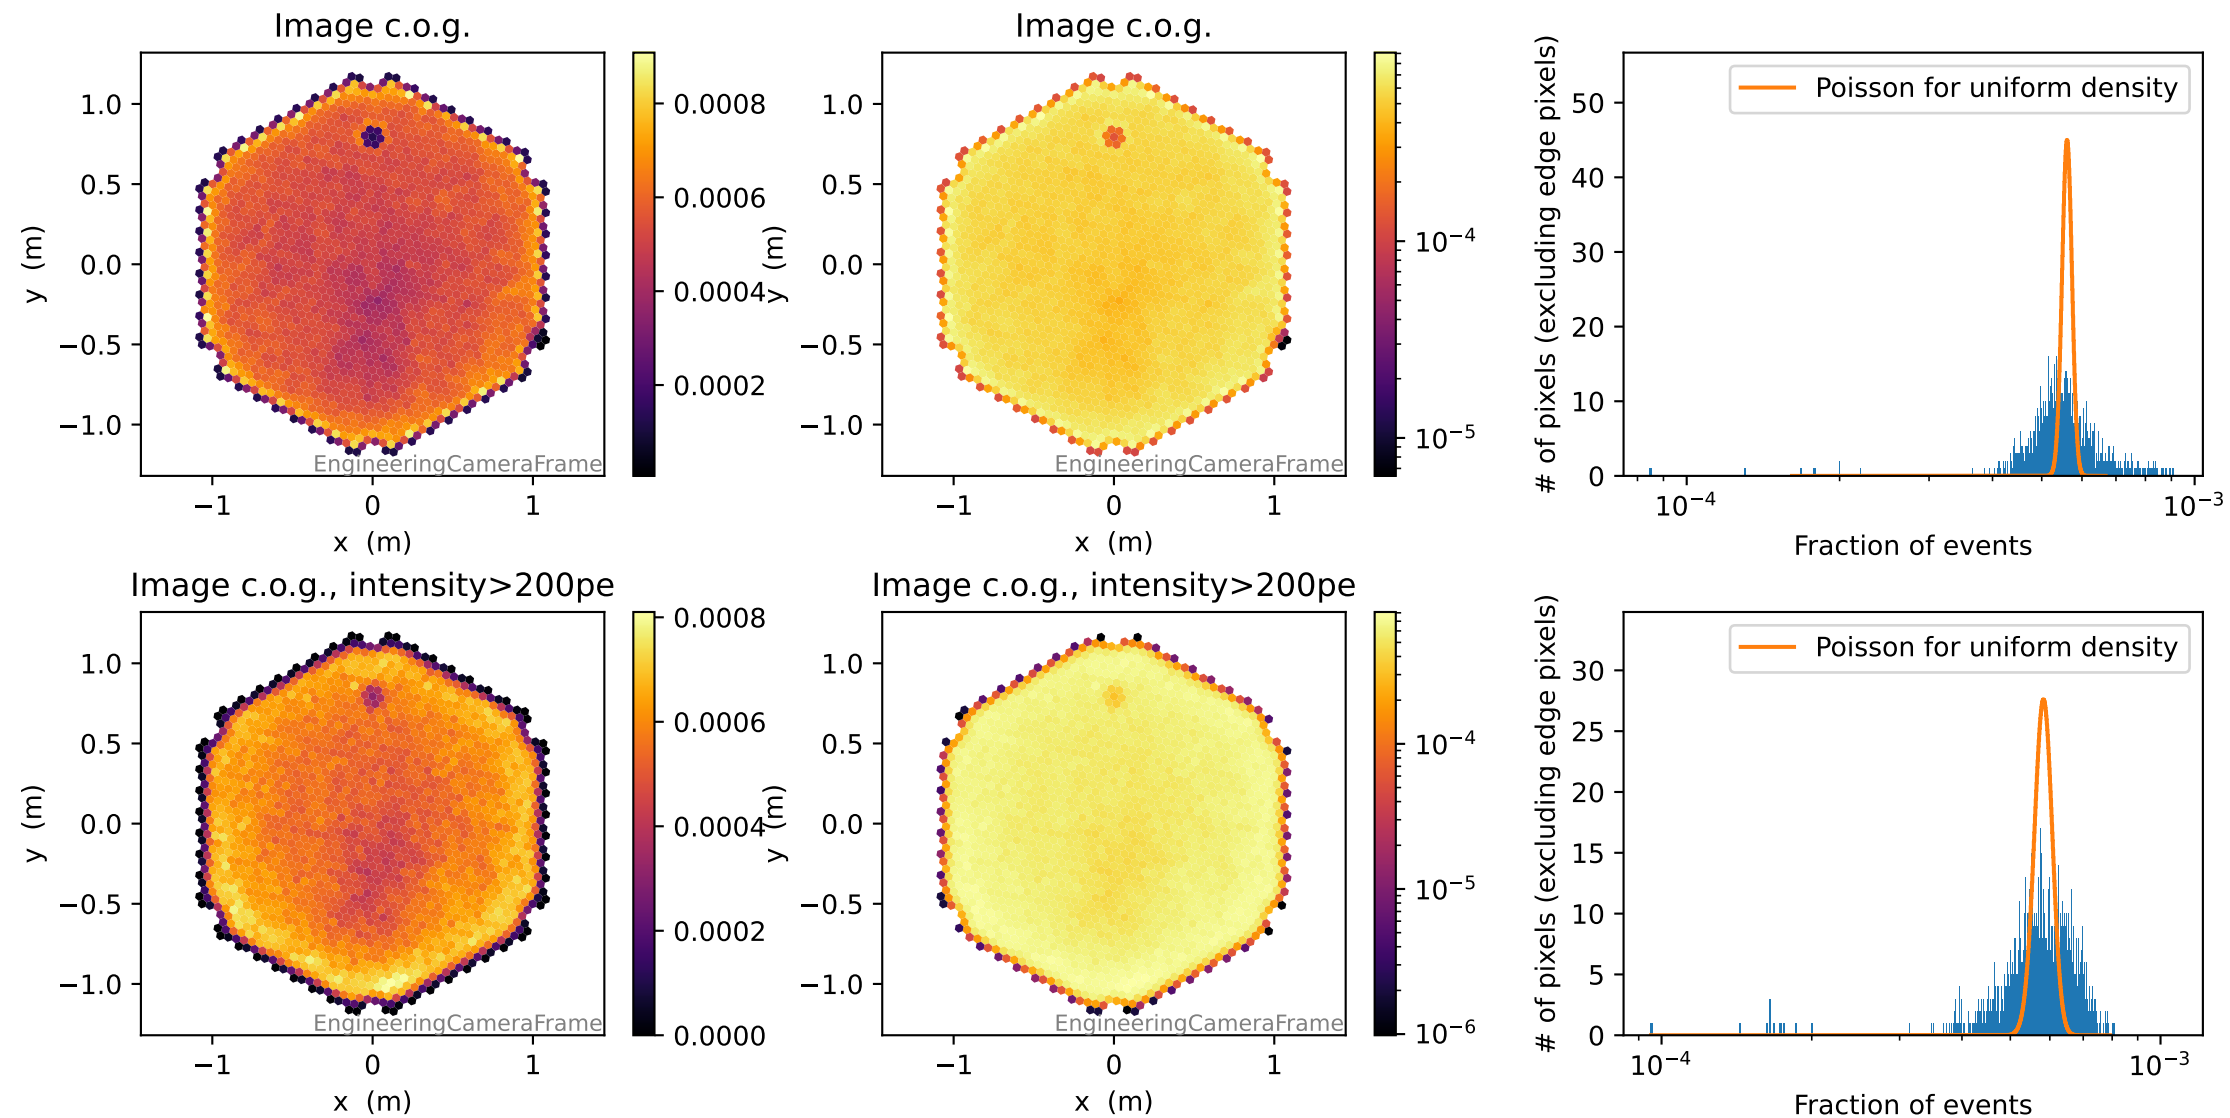 Image c.o.g.
1.0
0.5
0.0
−0.5
−1.0
y (m)
−1
0
1
x (m)
EngineeringCameraFrame
0.0008
0.0006
0.0004
0.0002
Image c.o.g.
1.0
0.5
0.0
−0.5
−1.0
y (m)
−1
0
1
x (m)
EngineeringCameraFrame
10⁻⁴
10⁻⁵
# of pixels (excluding edge pixels)
50
40
30
20
10
0
Poisson for uniform density
10⁻⁴
10⁻³
Fraction of events
Image c.o.g., intensity>200pe
1.0
0.5
0.0
−0.5
−1.0
y (m)
−1
0
1
x (m)
EngineeringCameraFrame
0.0008
0.0006
0.0004
0.0002
0.0000
Image c.o.g., intensity>200pe
1.0
0.5
0.0
−0.5
−1.0
y (m)
−1
0
1
x (m)
EngineeringCameraFrame
10⁻⁴
10⁻⁵
10⁻⁶
# of pixels (excluding edge pixels)
30
25
20
15
10
5
0
Poisson for uniform density
10⁻⁴
10⁻³
Fraction of events